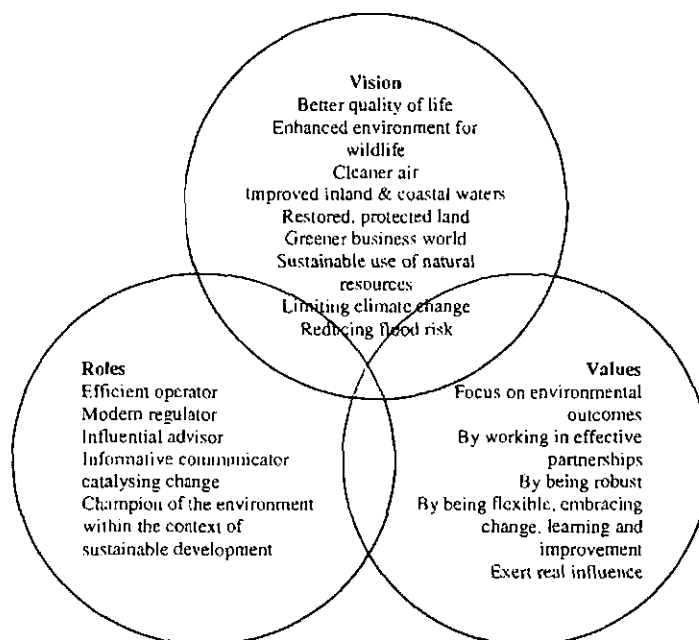 Vision
Better quality of life
Enhanced environment for
wildlife
Cleaner air
Improved inland & coastal waters
Restored, protected land
Greener business world
Sustainable use of natural
resources
Limiting climate change
Reducing flood risk
Roles
Efficient operator
Modern regulator
Influential advisor
Informative communicator
catalysing change
Champion of the environment
within the context of
sustainable development
Values
Focus on environmental
outcomes
By working in effective
partnerships
By being robust
By being flexible, embracing
change, learning and
improvement
Exert real influence